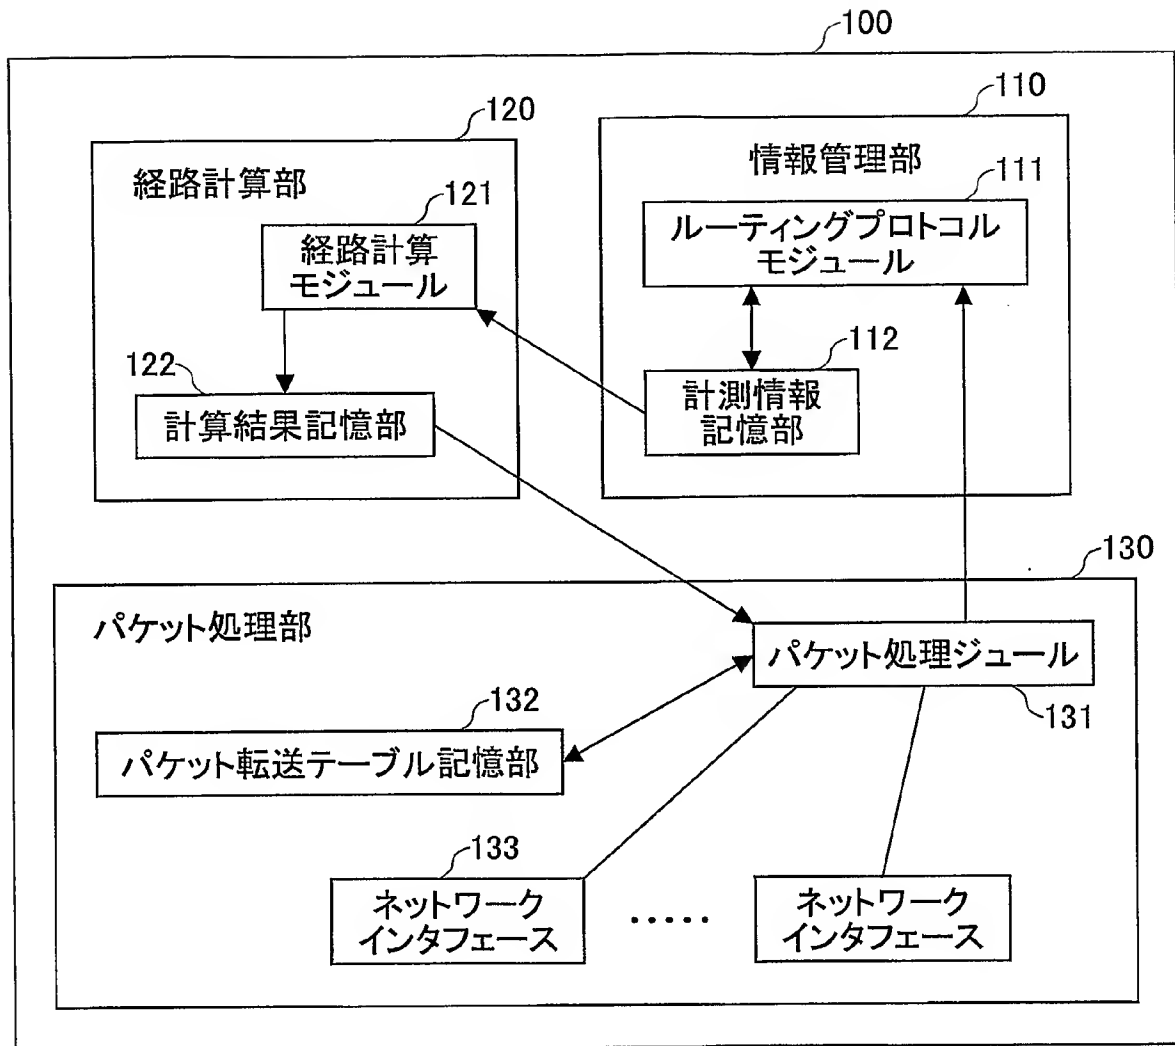 100
120
経路計算部
121
経路計算
モジュール
122
計算結果記憶部
110
情報管理部
111
ルーティングプロトコル
モジュール
112
計測情報
記憶部
130
パケット処理部
パケット処理ジュール
131
132
パケット転送テーブル記憶部
133
ネットワーク
インタフェース
.....
ネットワーク
インタフェース